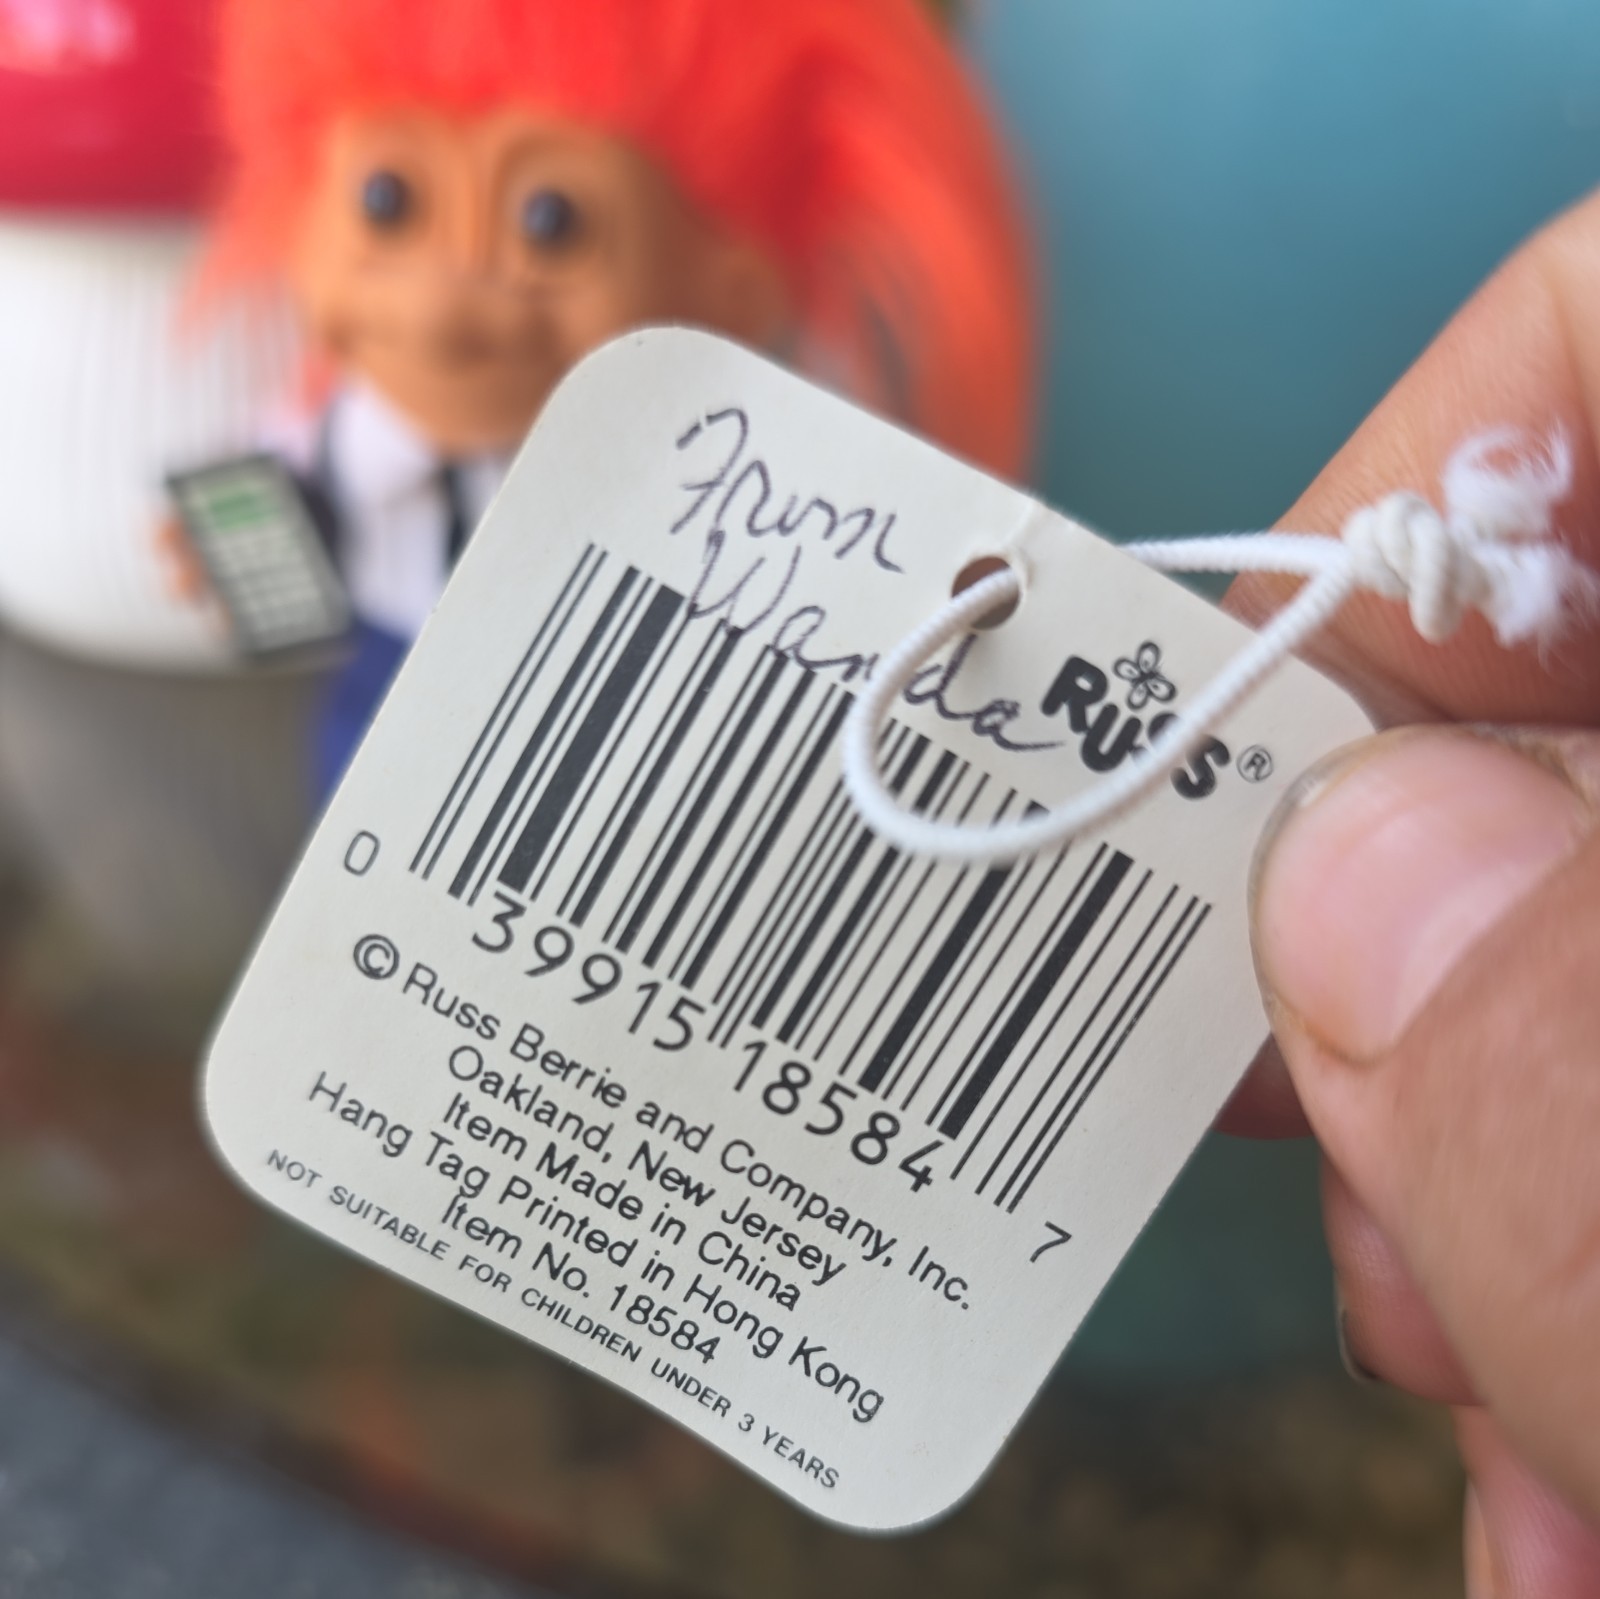 From
Wanda
RUSS®
0 39915 18584 7
© Russ Berrie and Company, Inc.
Oakland, New Jersey
Item Made in China
Hang Tag Printed in Hong Kong
Item No. 18584
NOT SUITABLE FOR CHILDREN UNDER 3 YEARS